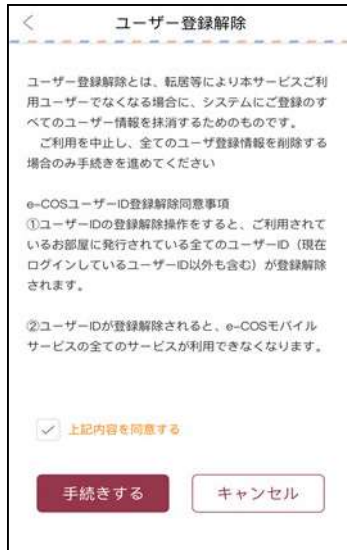 ユーザー登録解除
ユーザー登録解除とは、転居等により本サービスご利
用ユーザーでなくなる場合に、システムにご登録のす
べてのユーザー情報を抹消するためのものです。
ご利用を中止し、全てのユーザ登録情報を削除する
場合のみ手続きを進めてください
e-COSユーザーID登録解除同意事項
①ユーザーIDの登録解除操作をすると、ご利用されて
いるお部屋に発行されている全てのユーザーID（現在
ログインしているユーザーID以外も含む）が登録解除
されます。
②ユーザーIDが登録解除されると、e-COSモバイル
サービスの全てのサービスが利用できなくなります。
上記内容を同意する
手続きする
キャンセル